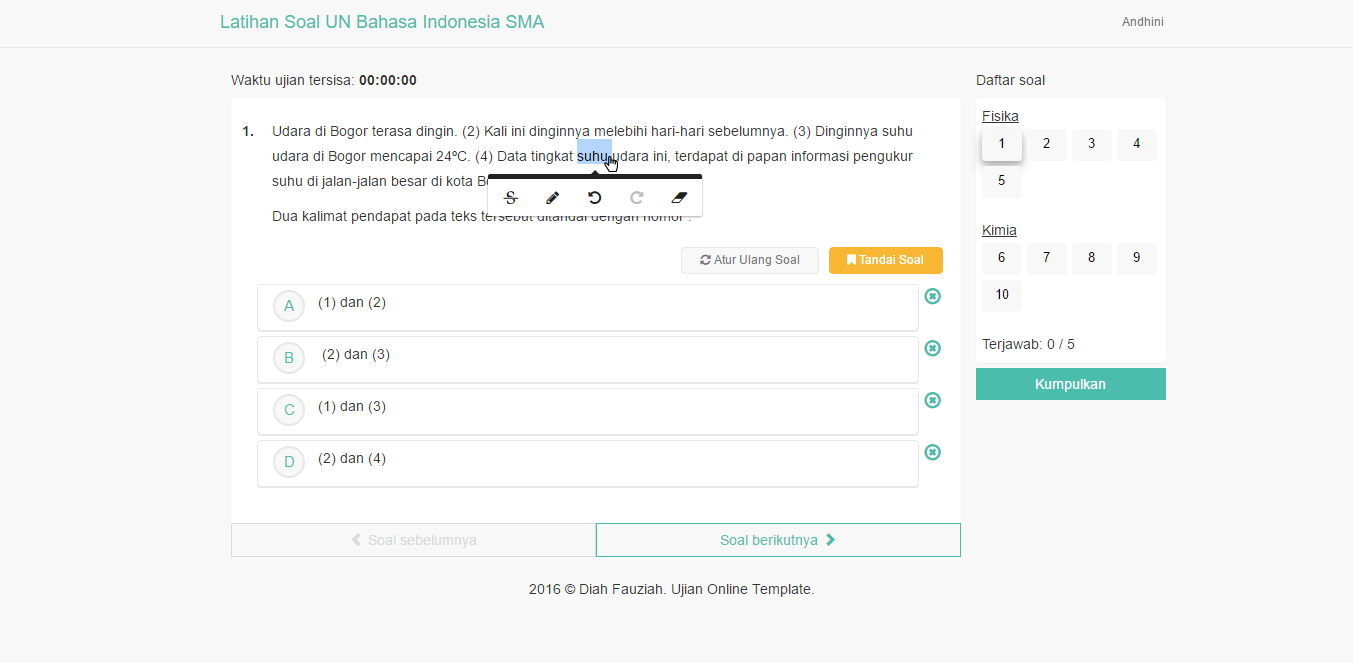 Latihan Soal UN Bahasa Indonesia SMA
Andhini
Waktu ujian tersisa: 00:00:00
1. Udara di Bogor terasa dingin. (2) Kali ini dinginnya melebihi hari-hari sebelumnya. (3) Dinginnya suhu
udara di Bogor mencapai 24ºC. (4) Data tingkat suhu udara ini, terdapat di papan informasi pengukur
suhu di jalan-jalan besar di kota
Dua kalimat pendapat pada teks tersebut ditandai dengan nomor .
Atur Ulang Soal
Tandai Soal
A (1) dan (2)
B (2) dan (3)
C (1) dan (3)
D (2) dan (4)
Soal sebelumnya
Soal berikutnya
Daftar soal
Fisika
1 2 3 4
5
Kimia
6 7 8 9
10
Terjawab: 0 / 5
Kumpulkan
2016 © Diah Fauziah. Ujian Online Template.